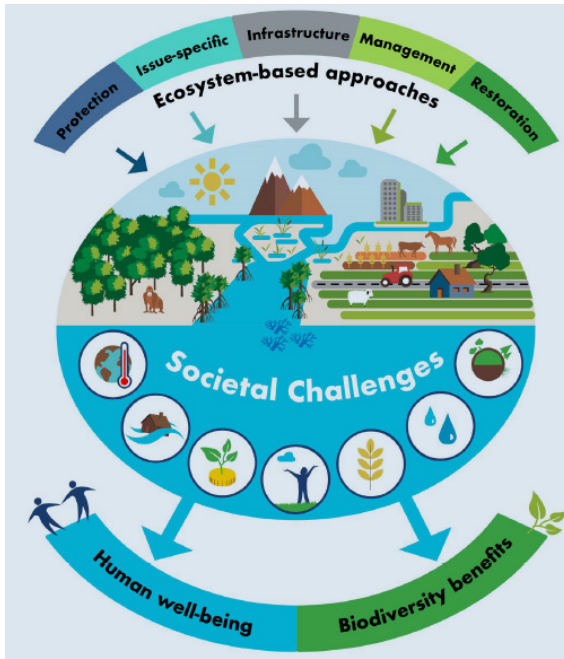 Protection
Issue-specific
Infrastructure
Management
Restoration
Ecosystem-based approaches
Societal Challenges
Human well-being
Biodiversity benefits